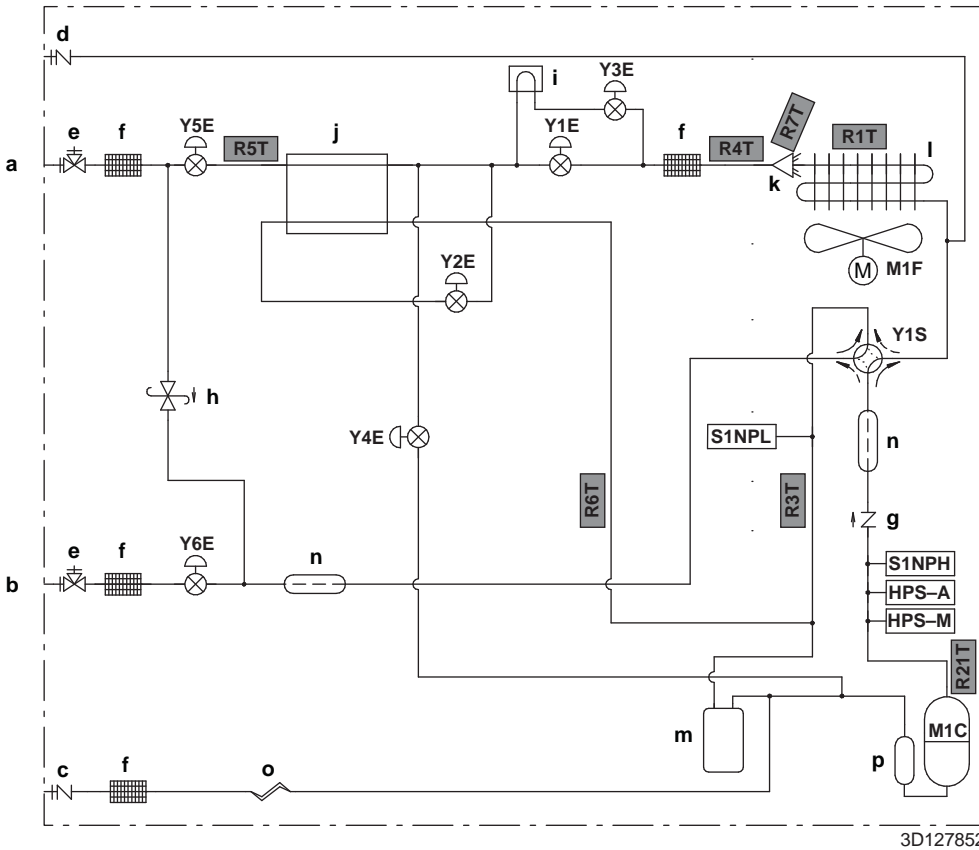 d
i
Y3E
e
f
Y5E
R5T
j
Y1E
f
R4T
R7T
R1T
l
a
k
Y2E
M
M1F
Y1S
h
Y4E
S1NPL
n
R6T
R3T
g
e
f
Y6E
n
b
S1NPH
HPS–A
HPS–M
R21T
m
M1C
p
c
f
o
3D127852